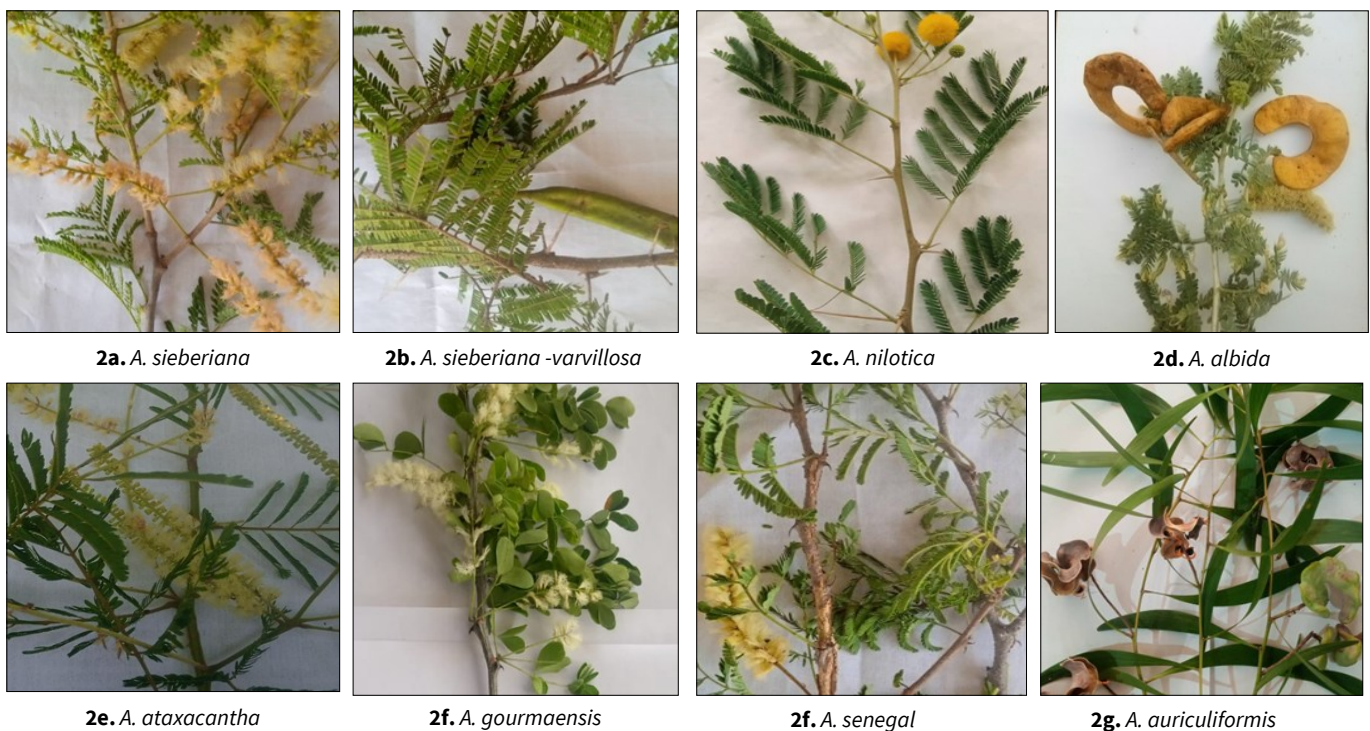 2a. A. sieberiana
2b. A. sieberiana -varvillosa
2c. A. nilotica
2d. A. albida
2e. A. ataxacantha
2f. A. gourmaensis
2f. A. senegal
2g. A. auriculiformis